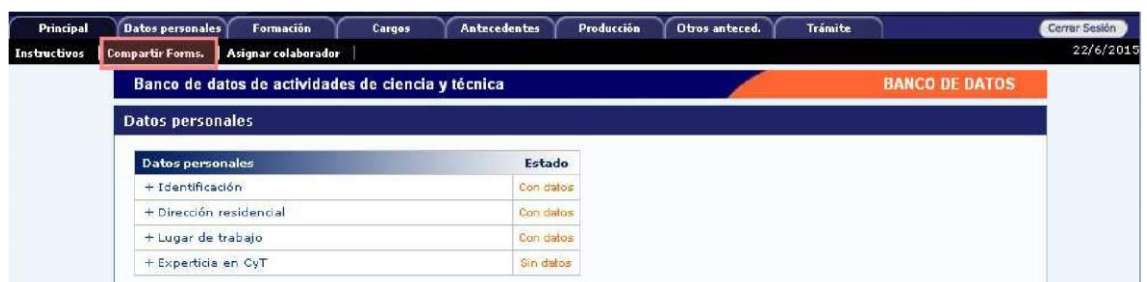 Principal Datos personales Formación Cargos Antecedentes Producción Otros anteced. Trámite Cerrar Sesión
Instructivos Compartir Forms. Asignar colaborador 22/6/2015
Banco de datos de actividades de ciencia y técnica BANCO DE DATOS
Datos personales
Datos personales Estado
+ Identificación Con datos
+ Dirección residencial Con datos
+ Lugar de trabajo Con datos
+ Experticia en CyT Sin datos